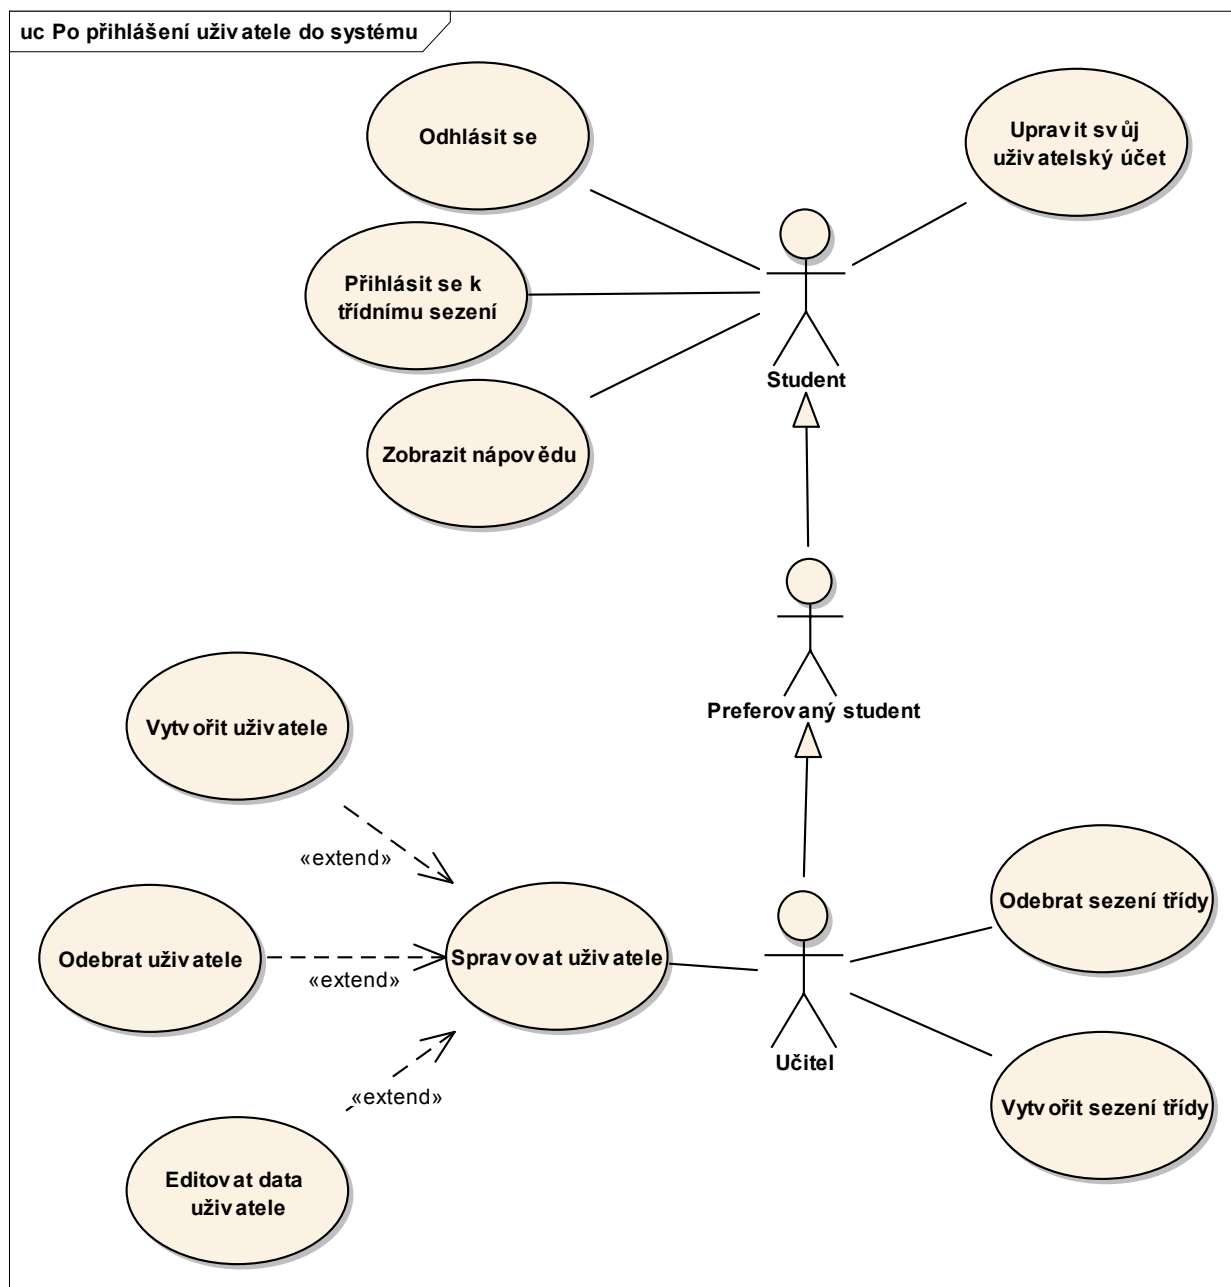 uc Po přihlášení uživatele do systému
Odhlásit se
Upravit svůj
uživatelský účet
Přihlásit se k
třídnímu sezení
Student
Zobrazit nápovědu
Preferovaný student
Vytvořit uživatele
«extend»
Odebrat sezení třídy
Odebrat uživatele
Spravovat uživatele
«extend»
Učitel
«extend»
Vytvořit sezení třídy
Editovat data
uživatele